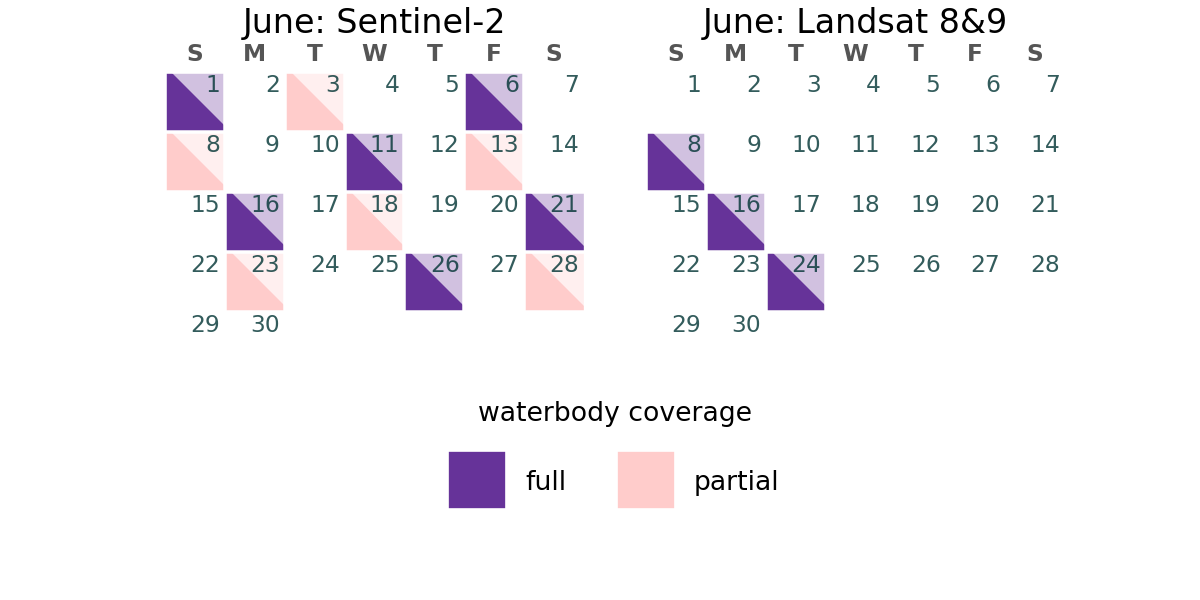 June: Sentinel-2
S M T W T F S
1 2 3 4 5 6 7
8 9 10 11 12 13 14
15 16 17 18 19 20 21
22 23 24 25 26 27 28
29 30
June: Landsat 8&9
S M T W T F S
1 2 3 4 5 6 7
8 9 10 11 12 13 14
15 16 17 18 19 20 21
22 23 24 25 26 27 28
29 30
waterbody coverage
full partial